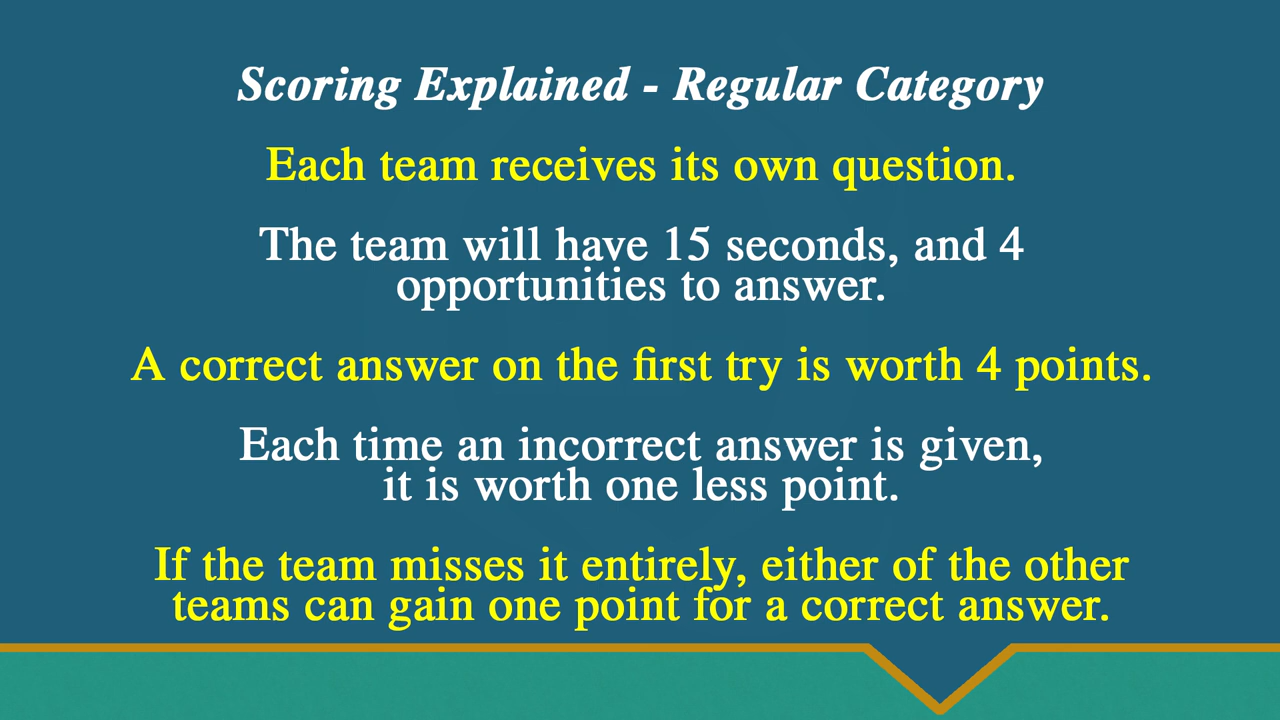 Scoring Explained - Regular Category
Each team receives its own question.
The team will have 15 seconds, and 4
opportunities to answer.
A correct answer on the first try is worth 4 points.
Each time an incorrect answer is given,
it is worth one less point.
If the team misses it entirely, either of the other
teams can gain one point for a correct answer.